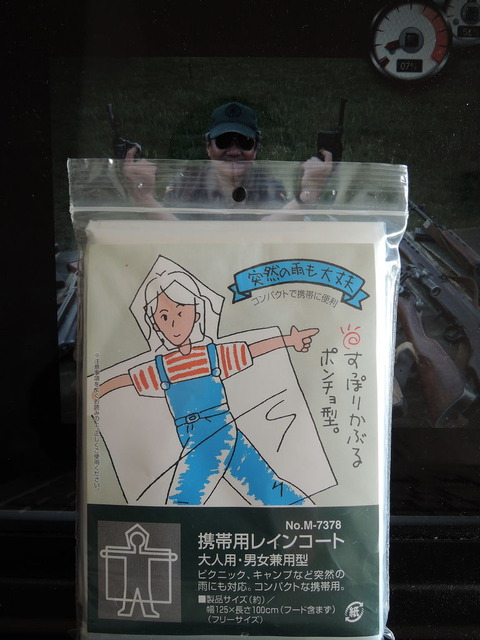 突然の雨も大丈夫
コンパクトで携帯に便利
すっぽりかぶる
ポンチョ型。
No.M-7378
携帯用レインコート
大人用・男女兼用型
ピクニック、キャンプなど突然の
雨にも対応。コンパクトな携帯用。
■製品サイズ(約)/
幅125×長さ100cm(フード含まず)
(フリーサイズ)
紙
07%